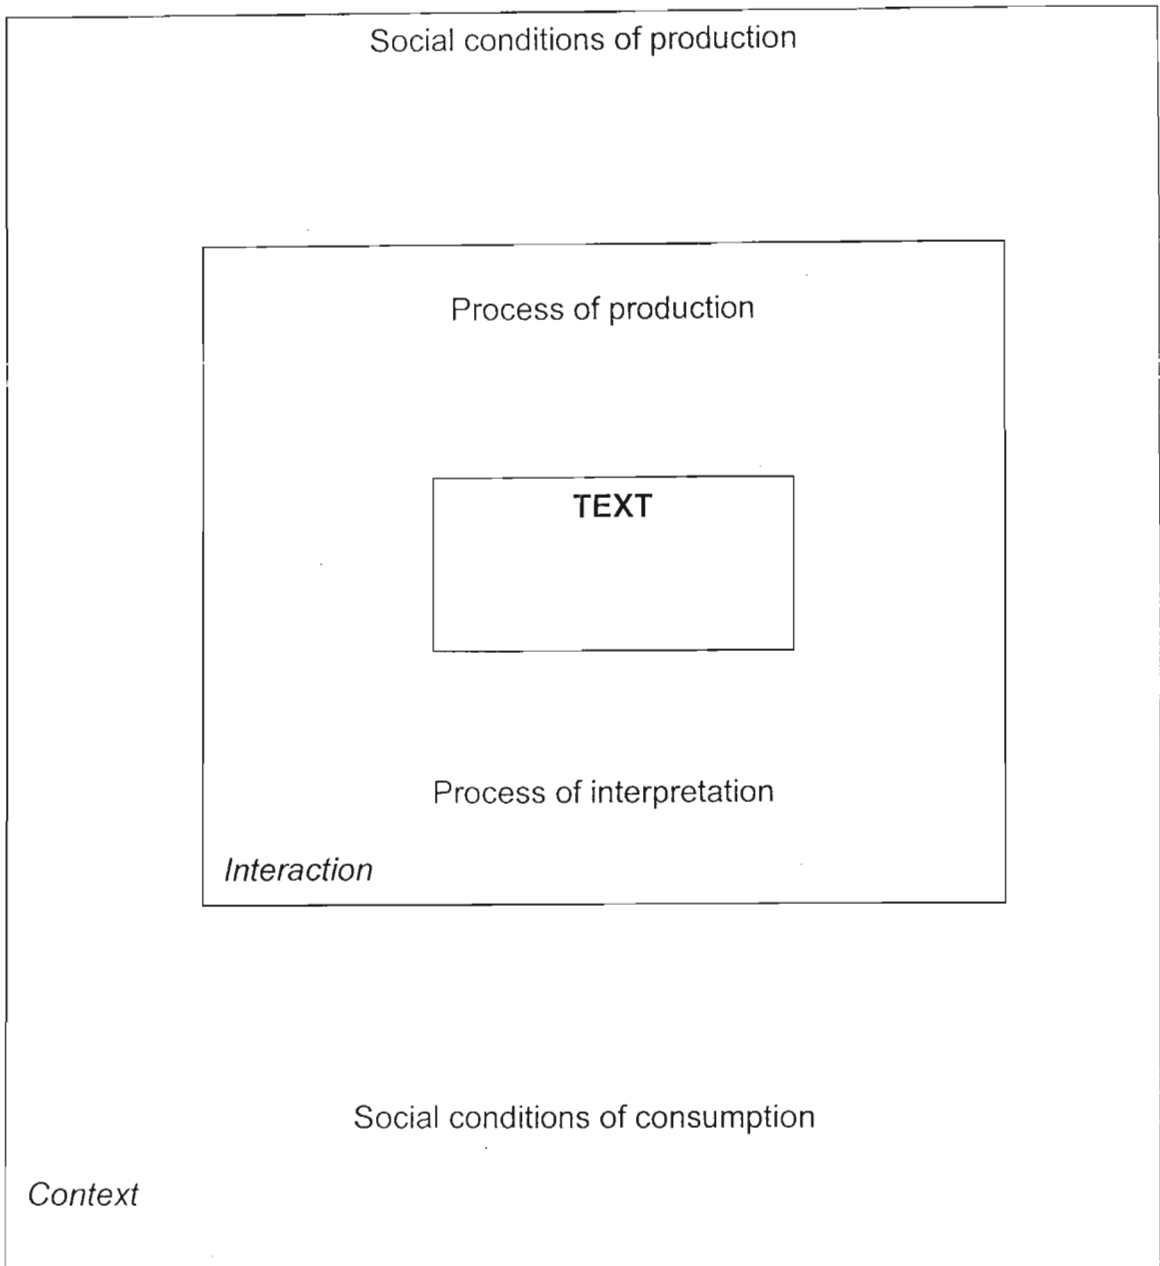 Social conditions of production
Process of production
TEXT
Process of interpretation
Interaction
Social conditions of consumption
Context